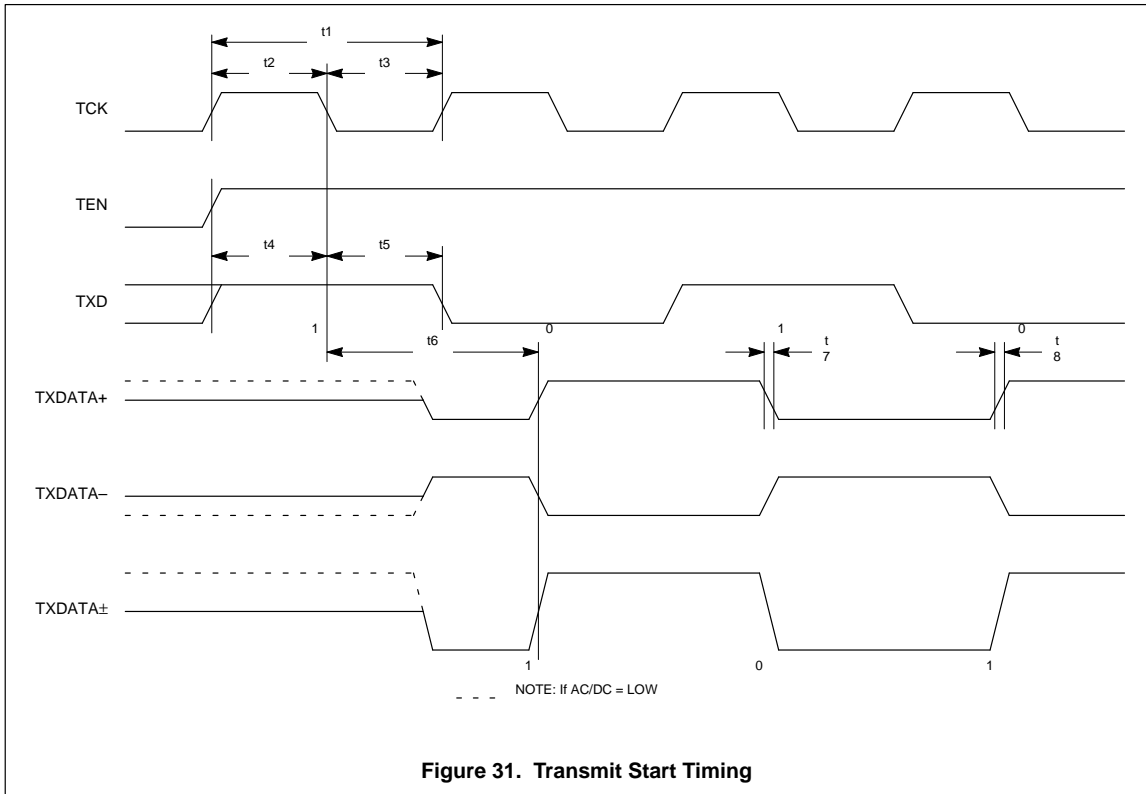 t1
t2 t3
TCK
TEN
t4 t5
TXD
1 0 1 0
t6 t
7 t
8
TXDATA+
TXDATA–
TXDATA±
1 0 1
NOTE: If AC/DC = LOW
Figure 31. Transmit Start Timing